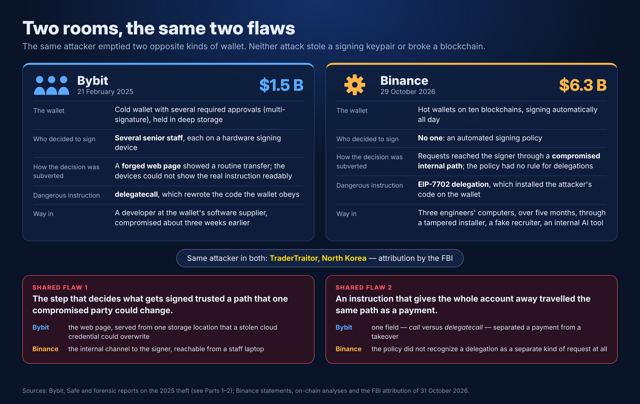 Two rooms, the same two flaws
The same attacker emptied two opposite kinds of wallet. Neither attack stole a signing keypair or broke a blockchain.
Bybit
21 February 2025
$1.5 B
The wallet
Cold wallet with several required approvals (multi-
signature), held in deep storage
Who decided to sign
Several senior staff, each on a hardware signing
device
How the decision was
subverted
A forged web page showed a routine transfer; the
devices could not show the real instruction readably
Dangerous instruction
delegatecall, which rewrote the code the wallet obeys
Way in
A developer at the wallet's software supplier,
compromised about three weeks earlier
Binance
29 October 2026
$6.3 B
The wallet
Hot wallets on ten blockchains, signing automatically
all day
Who decided to sign
No one: an automated signing policy
How the decision was
subverted
Requests reached the signer through a compromised
internal path; the policy had no rule for delegations
Dangerous instruction
EIP-7702 delegation, which installed the attacker's
code on the wallet
Way in
Three engineers' computers, over five months, through
a tampered installer, a fake recruiter, an internal AI tool
Same attacker in both: TraderTraitor, North Korea — attribution by the FBI
SHARED FLAW 1
The step that decides what gets signed trusted a path that one
compromised party could change.
Bybit
the web page, served from one storage location that a stolen cloud
credential could overwrite
Binance
the internal channel to the signer, reachable from a staff laptop
SHARED FLAW 2
An instruction that gives the whole account away travelled the
same path as a payment.
Bybit
one field — call versus delegatecall — separated a payment from a
takeover
Binance
the policy did not recognize a delegation as a separate kind of request at all
Sources: Bybit, Safe and forensic reports on the 2025 theft (see Parts 1–2); Binance statements, on-chain analyses and the FBI attribution of 31 October 2026.